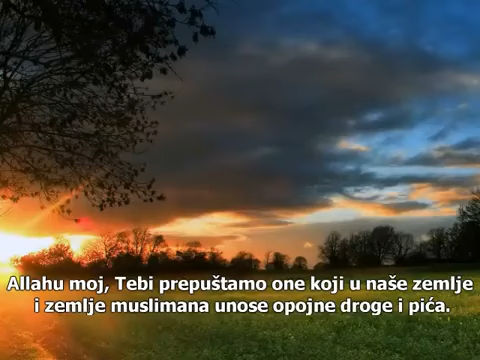 Allahu moj, Tebi prepuštamo one koji u naše zemlje
i zemlje muslimana unose opojne droge i pića.